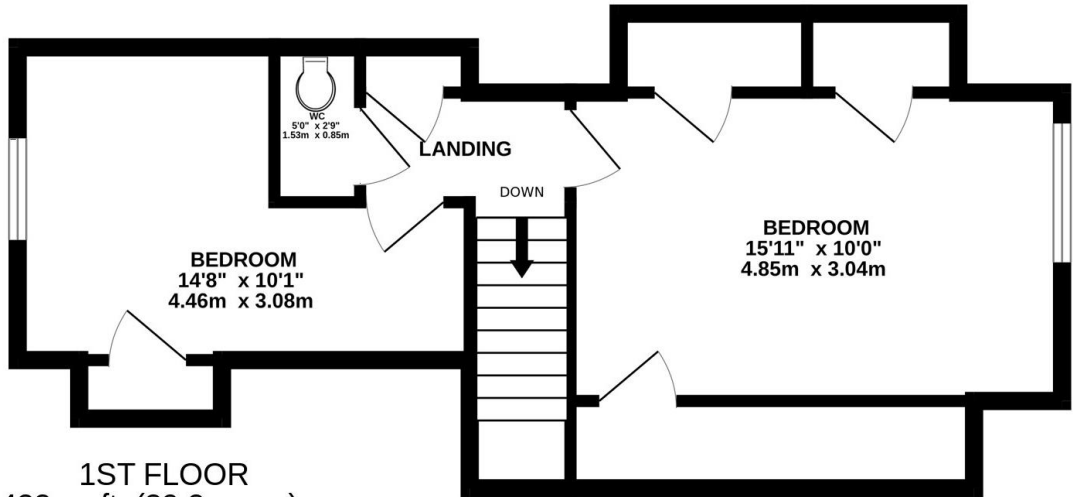 WC
5'0" x 2'9"
1.53m x 0.85m
LANDING
DOWN
BEDROOM
15'11" x 10'0"
4.85m x 3.04m
BEDROOM
14'8" x 10'1"
4.46m x 3.08m
1ST FLOOR